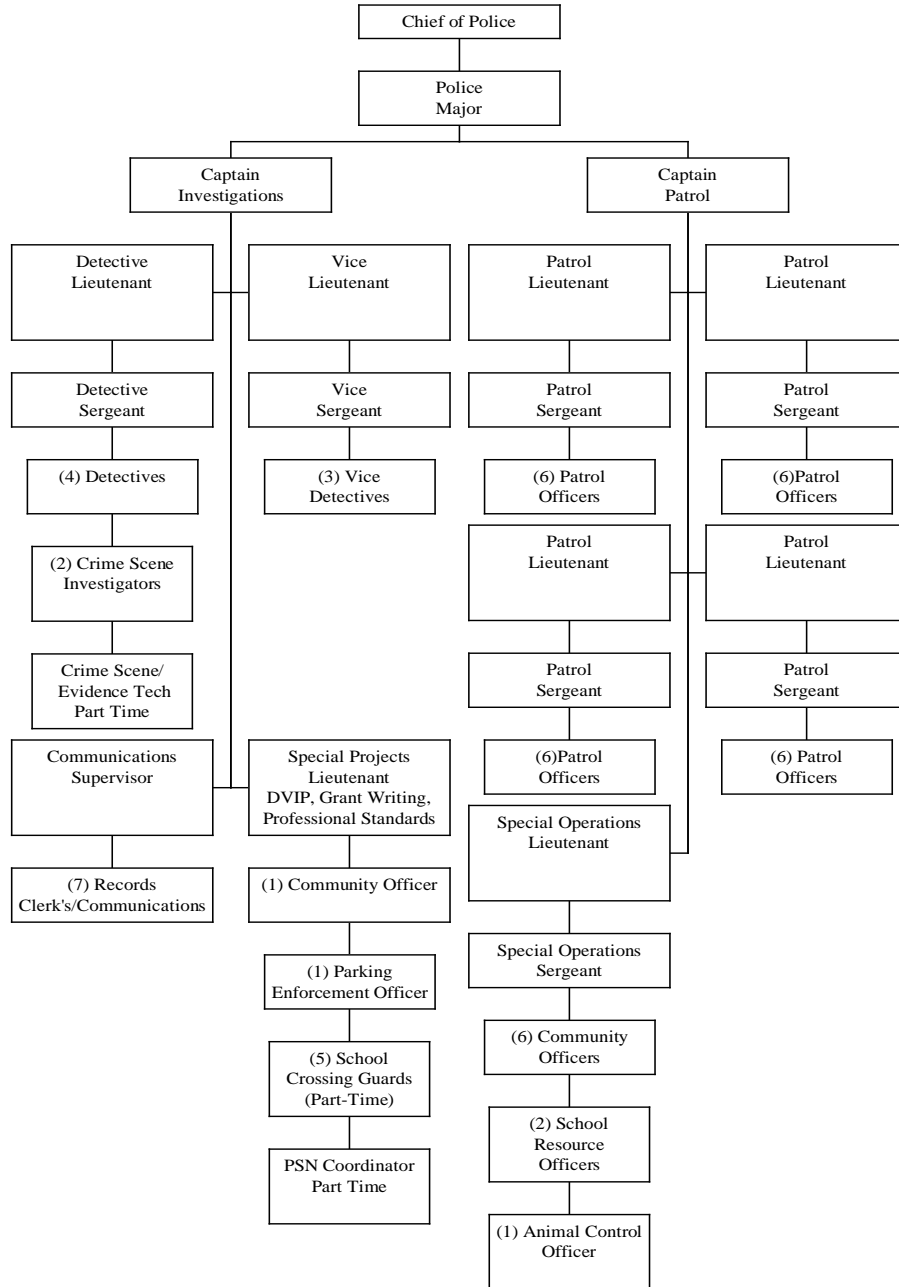 Chief of Police
Police
Major
Captain
Investigations
Captain
Patrol
Detective
Lieutenant
Vice
Lieutenant
Patrol
Lieutenant
Patrol
Lieutenant
Detective
Sergeant
Vice
Sergeant
Patrol
Sergeant
Patrol
Sergeant
(4) Detectives
(3) Vice
Detectives
(6) Patrol
Officers
(6)Patrol
Officers
(2) Crime Scene
Investigators
Patrol
Lieutenant
Patrol
Lieutenant
Crime Scene/
Evidence Tech
Part Time
Patrol
Sergeant
Patrol
Sergeant
Communications
Supervisor
Special Projects
Lieutenant
DVIP, Grant Writing,
Professional Standards
(6)Patrol
Officers
(6) Patrol
Officers
Special Operations
Lieutenant
(7) Records
Clerk's/Communications
(1) Community Officer
Special Operations
Sergeant
(1) Parking
Enforcement Officer
(6) Community
Officers
(5) School
Crossing Guards
(Part-Time)
(2) School
Resource
Officers
PSN Coordinator
Part Time
(1) Animal Control
Officer